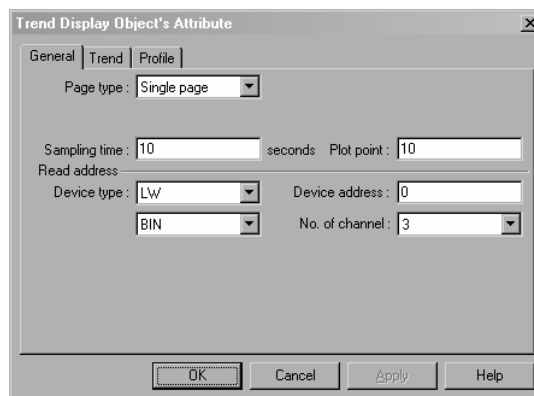 Trend Display Object's Attribute
General Trend Profile
Page type : Single page
Sampling time : 10 seconds Plot point : 10
Read address
Device type : LW Device address : 0
BIN No. of channel : 3
OK Cancel Apply Help